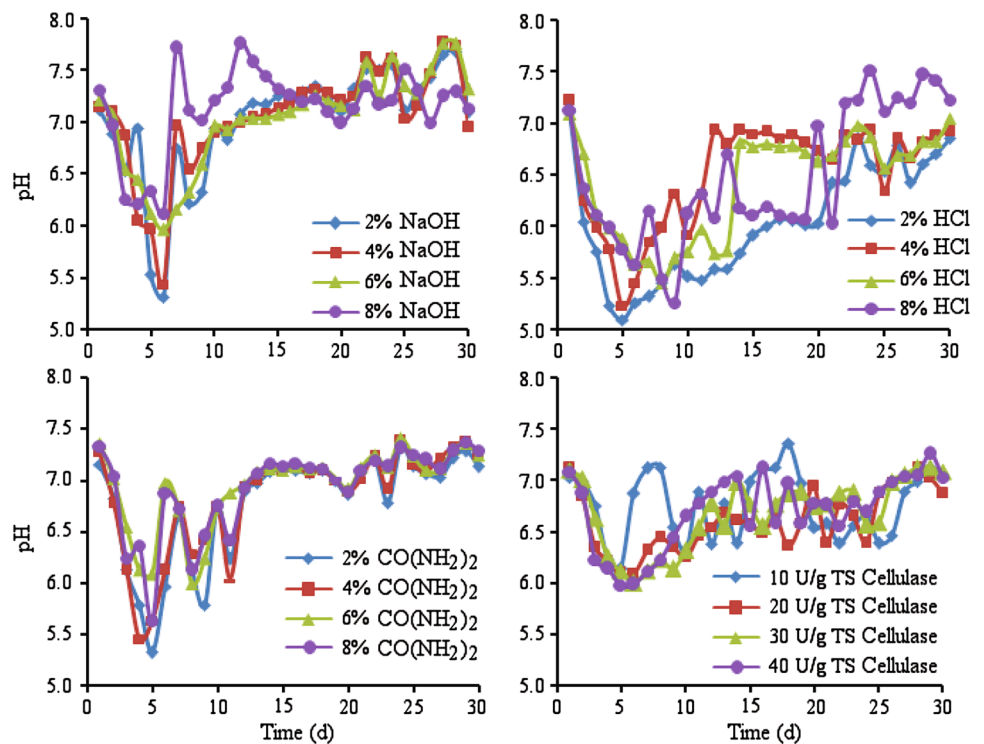 8.0
7.5
7.0
6.5
6.0
5.5
5.0
pH
0 5 10 15 20 25 30
2% NaOH
4% NaOH
6% NaOH
8% NaOH
8.0
7.5
7.0
6.5
6.0
5.5
5.0
0 5 10 15 20 25 30
2% HCl
4% HCl
6% HCl
8% HCl
8.0
7.5
7.0
6.5
6.0
5.5
5.0
pH
0 5 10 15 20 25 30
Time (d)
2% CO(NH2)2
4% CO(NH2)2
6% CO(NH2)2
8% CO(NH2)2
8.0
7.5
7.0
6.5
6.0
5.5
5.0
0 5 10 15 20 25 30
Time (d)
10 U/g TS Cellulase
20 U/g TS Cellulase
30 U/g TS Cellulase
40 U/g TS Cellulase